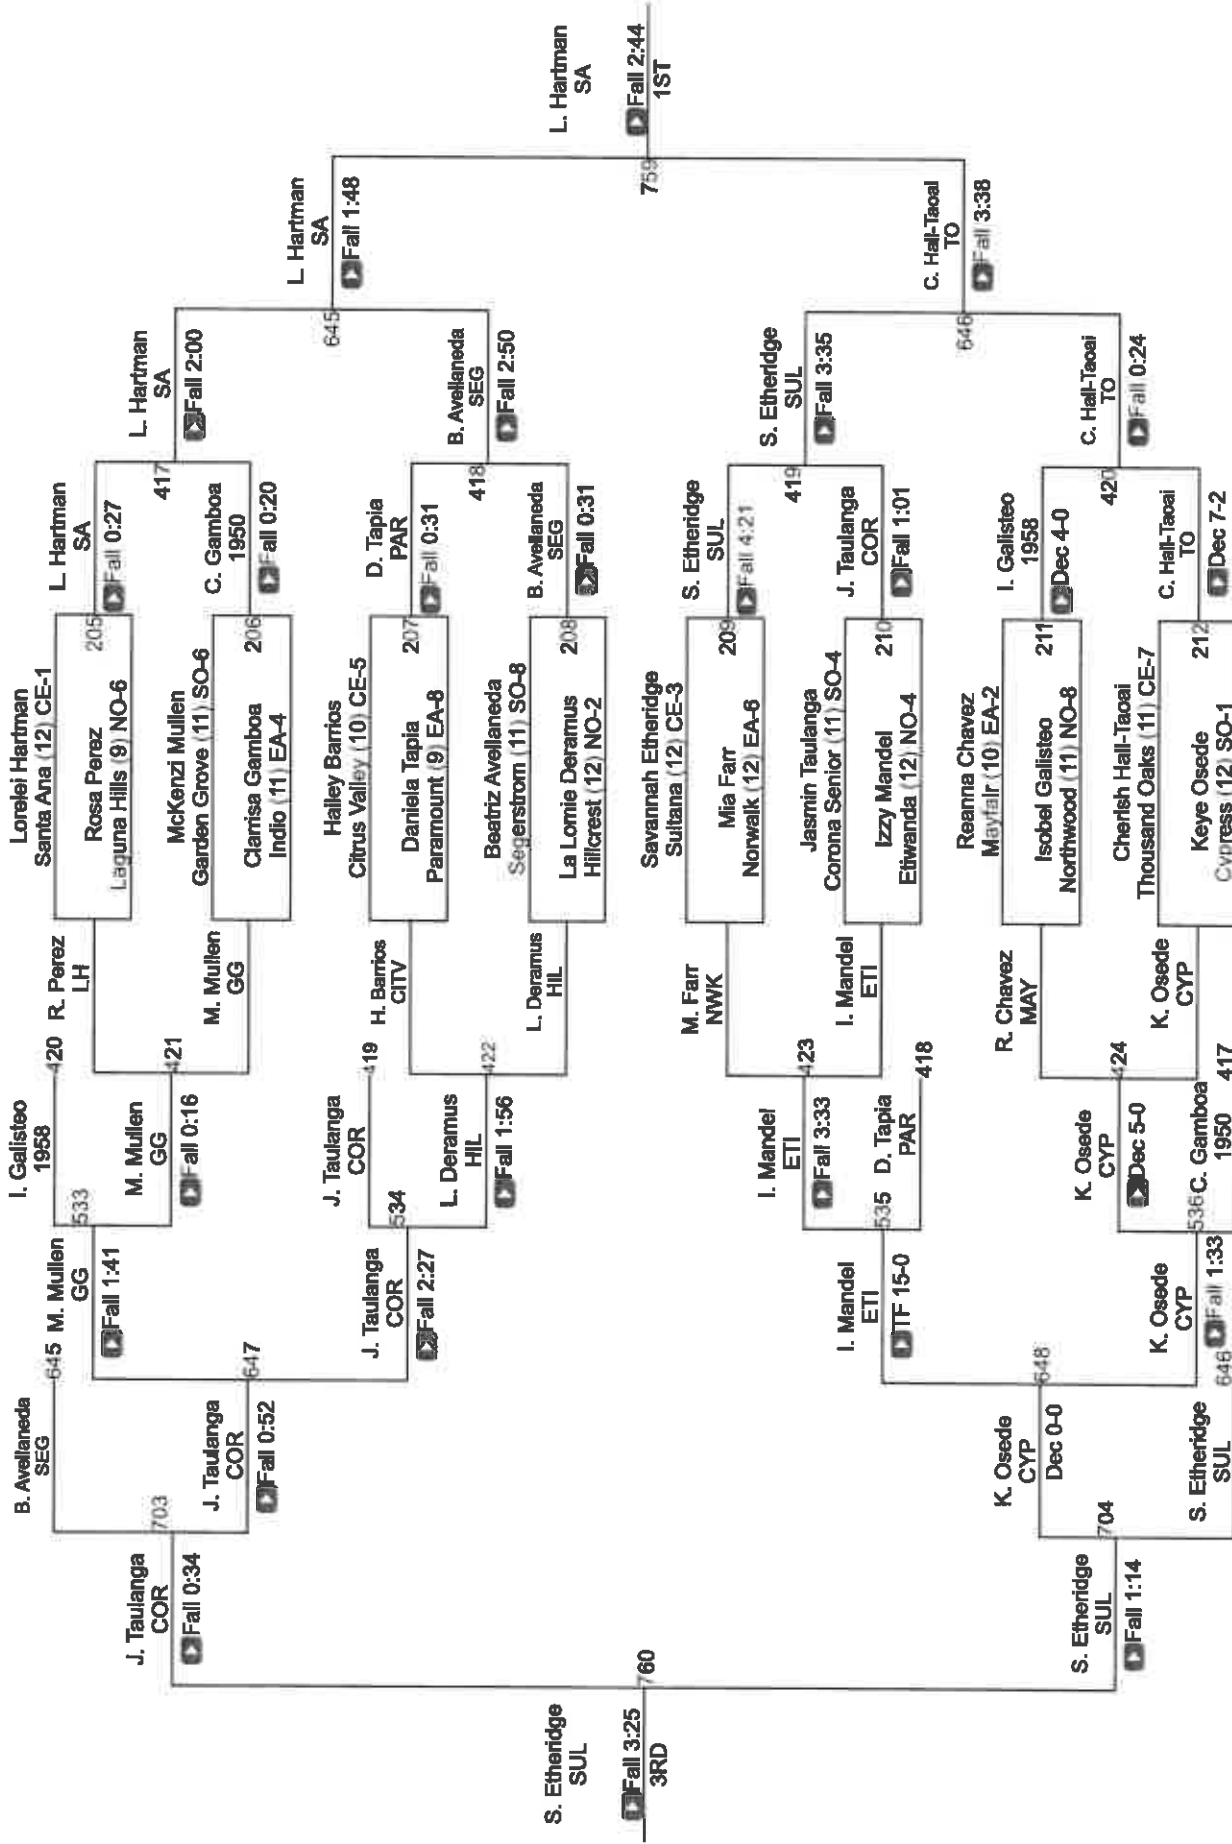 Lorelei Hartman
Santa Ana (12) CE-1
205
Rosa Perez
Laguna Hills (9) NO-6
McKenzi Mullen
Garden Grove (11) SO-6
206
Clarrisa Gamboa
Indio (11) EA-4
Halley Barrios
Citrus Valley (10) CE-5
207
Daniela Tapia
Paramount (9) EA-8
Beatriz Avellaneda
Segerstrom (11) SO-8
208
La Lomie Deramus
Hillcrest (12) NO-2
Savannah Etheridge
Sultana (12) CE-3
209
Mia Farr
Norwalk (12) EA-6
Jasmin Taulanga
Corona Senior (11) SO-4
210
Izzy Mandel
Etiwanda (12) NO-4
Reanna Chavez
Mayfair (10) EA-2
211
Isobel Galisteo
Northwood (11) NO-8
Cherish Hall-Taoai
Thousand Oaks (11) CE-7
212
Keye Osede
Cypress (12) SO-1
L. Hartman
SA
Fall 0:27
417
C. Gamboa
1950
Fall 0:20
D. Tapia
PAR
Fall 0:31
418
B. Avellaneda
SEG
Fall 0:31
S. Etheridge
SUL
Fall 4:21
419
J. Taulanga
COR
Fall 1:01
I. Galisteo
1958
Dec 4-0
420
C. Hall-Taoai
TO
Dec 7-2
L. Hartman
SA
Fall 2:00
645
B. Avellaneda
SEG
Fall 2:50
S. Etheridge
SUL
Fall 3:35
646
C. Hall-Taoai
TO
Fall 0:24
L. Hartman
SA
Fall 1:48
759
C. Hall-Taoai
TO
Fall 3:38
L. Hartman
SA
Fall 2:44
1ST
R. Perez
LH
421
M. Mullen
GG
H. Barrios
CITV
422
L. Deramus
HIL
M. Farr
NWK
423
I. Mandel
ETI
R. Chavez
MAY
424
K. Osede
CYP
I. Galisteo
1958
420
533
M. Mullen
GG
Fall 0:16
J. Taulanga
COR
419
534
L. Deramus
HIL
Fall 1:56
I. Mandel
ETI
Fall 3:33
535
D. Tapia
PAR
418
K. Osede
CYP
Dec 5-0
536
C. Gamboa
1950
417
645
M. Mullen
GG
Fall 1:41
647
J. Taulanga
COR
Fall 2:27
I. Mandel
ETI
TF 15-0
648
K. Osede
CYP
Fall 1:33
646
B. Avellaneda
SEG
703
J. Taulanga
COR
Fall 0:52
K. Osede
CYP
Dec 0-0
704
S. Etheridge
SUL
J. Taulanga
COR
Fall 0:34
760
S. Etheridge
SUL
Fall 1:14
S. Etheridge
SUL
Fall 3:25
3RD